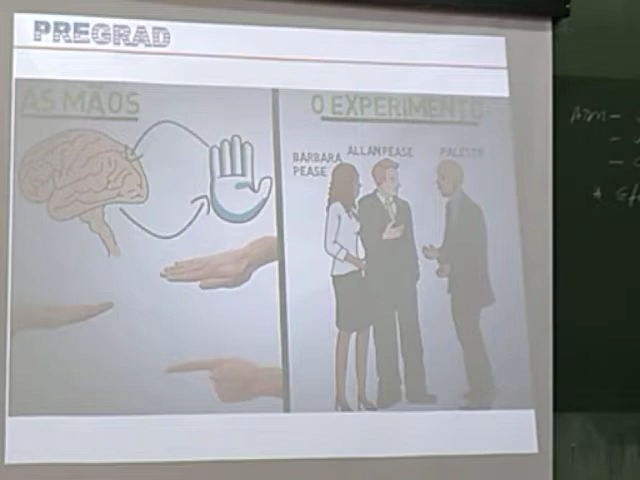 PREGRAD
AS MÃOS
O EXPERIMENTO
BARBARA
PEASE
ALLAN PEASE